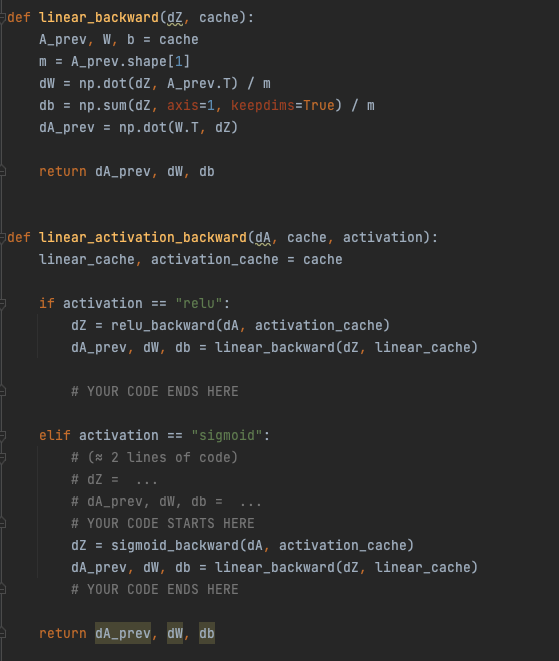 def linear_backward(dZ, cache):
    A_prev, W, b = cache
    m = A_prev.shape[1]
    dW = np.dot(dZ, A_prev.T) / m
    db = np.sum(dZ, axis=1, keepdims=True) / m
    dA_prev = np.dot(W.T, dZ)

    return dA_prev, dW, db


def linear_activation_backward(dA, cache, activation):
    linear_cache, activation_cache = cache

    if activation == "relu":
        dZ = relu_backward(dA, activation_cache)
        dA_prev, dW, db = linear_backward(dZ, linear_cache)

        # YOUR CODE ENDS HERE

    elif activation == "sigmoid":
        # (≈ 2 lines of code)
        # dZ =  ...
        # dA_prev, dW, db =  ...
        # YOUR CODE STARTS HERE
        dZ = sigmoid_backward(dA, activation_cache)
        dA_prev, dW, db = linear_backward(dZ, linear_cache)
        # YOUR CODE ENDS HERE

    return dA_prev, dW, db